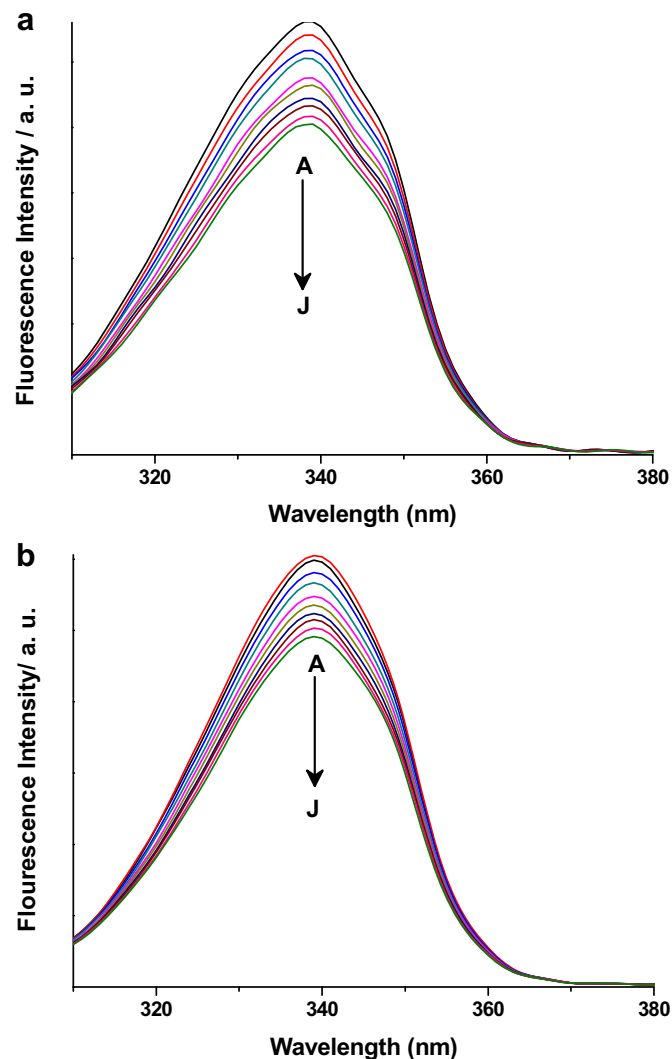 a
Fluorescence Intensity / a. u.
A
J
320 340 360 380
Wavelength (nm)
b
Flourescence Intensity/ a. u.
A
J
320 340 360 380
Wavelength (nm)